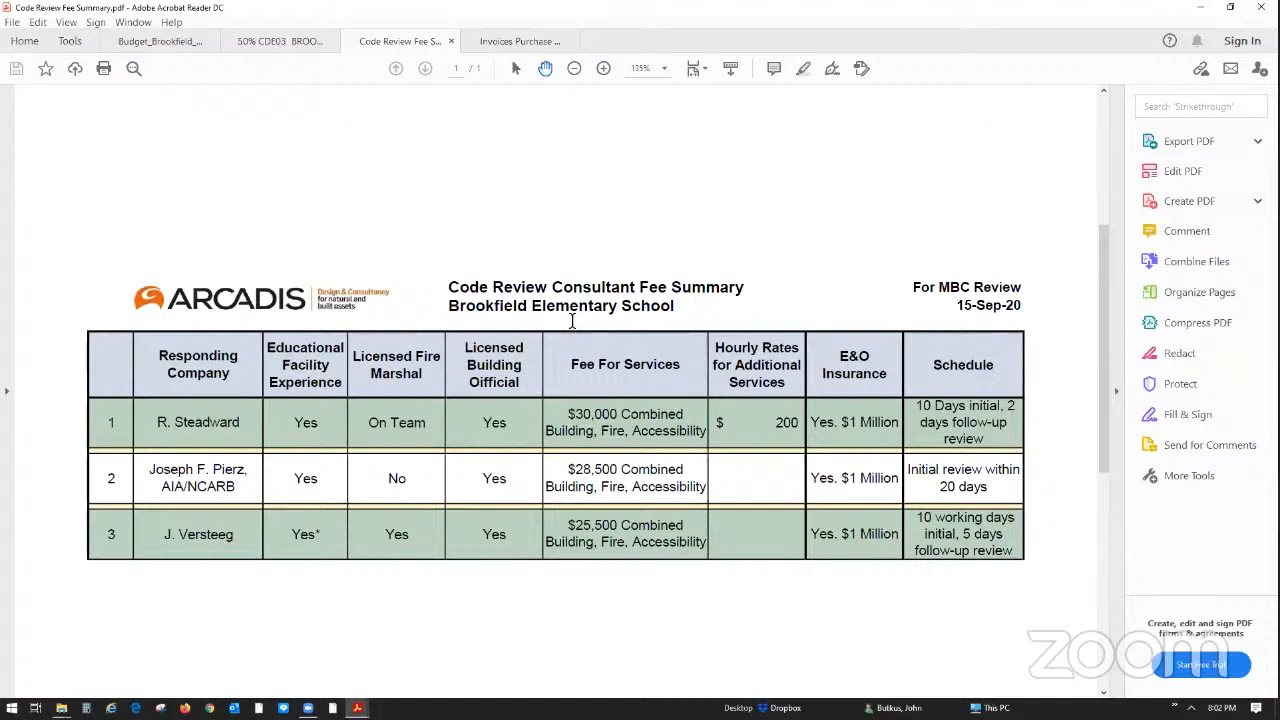 Code Review Fee Summary.pdf - Adobe Acrobat Reader DC
File Edit View Sign Window Help
Home Tools Budget_Brookfield_... 50% CDE03 BROO... Code Review Fee S... × Invoices Purchase ... Sign In
1 / 1 135%
Search 'Strikethrough'
Export PDF
Edit PDF
Create PDF
Comment
Combine Files
Organize Pages
Compress PDF
Redact
Protect
Fill & Sign
Send for Comments
More Tools
ARCADIS
Design & Consultancy
for natural and
built assets
Code Review Consultant Fee Summary
Brookfield Elementary School
For MBC Review
15-Sep-20
Responding
Company
Educational
Facility
Experience
Licensed Fire
Marshal
Licensed
Building
Oifficial
Fee For Services
Hourly Rates
for Additional
Services
E&O
Insurance
Schedule
1
R. Steadward
Yes
On Team
Yes
$30,000 Combined
Building, Fire, Accessibility
$ 200
Yes. $1 Million
10 Days initial, 2
days follow-up
review
2
Joseph F. Pierz,
AIA/NCARB
Yes
No
Yes
$28,500 Combined
Building, Fire, Accessibility
Yes. $1 Million
Initial review within
20 days
3
J. Versteeg
Yes*
Yes
Yes
$25,500 Combined
Building, Fire, Accessibility
Yes. $1 Million
10 working days
initial, 5 days
follow-up review
Create, edit and sign PDF
forms & agreements
Start Free Trial
zoom
Desktop Dropbox Butkus, John This PC 8:02 PM